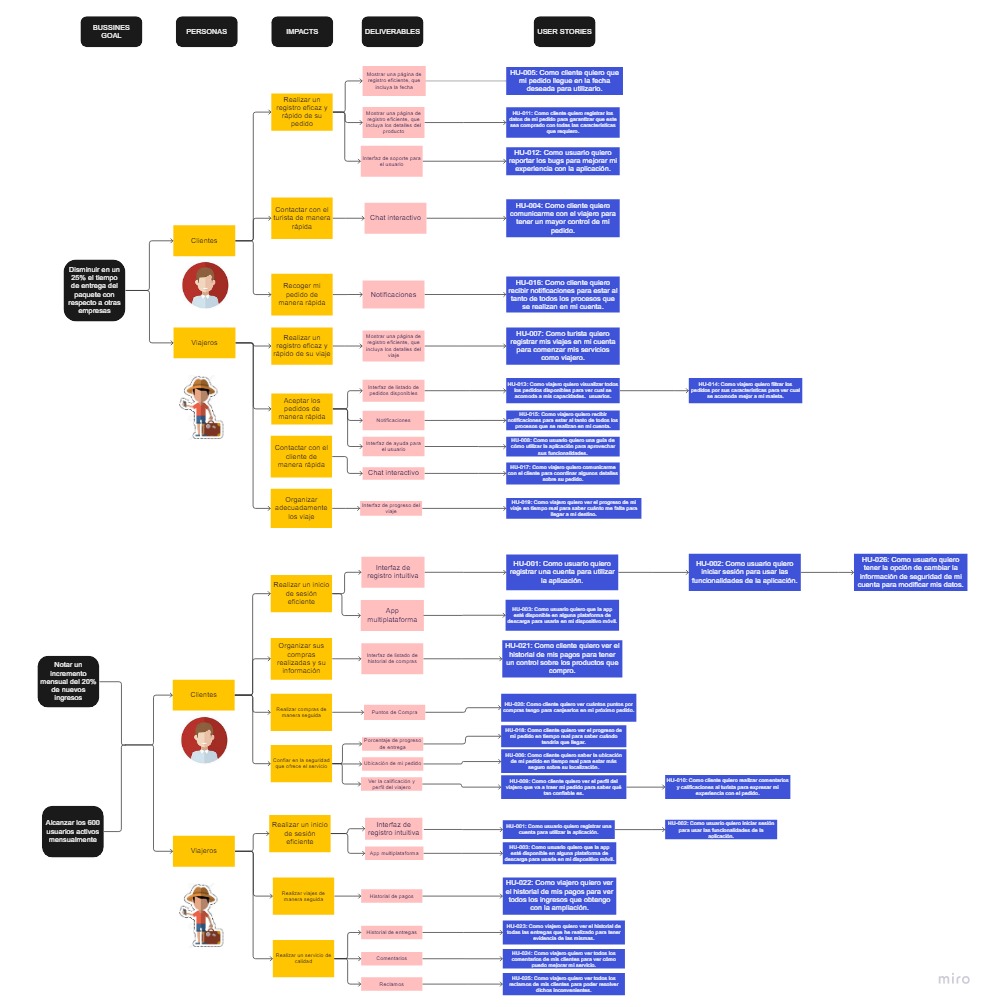 BUSSINES
GOAL
PERSONAS
IMPACTS
DELIVERABLES
USER STORIES
Disminuir en un
25% el tiempo
de entrega del
paquete con
respecto a otras
empresas
Clientes
Realizar un
registro eficaz y
rápido de su
pedido
Mostrar una página de
registro eficiente, que
incluya la fecha
HU-005: Como cliente quiero que
mi pedido llegue en la fecha
deseada para utilizarlo.
Mostrar una página de
registro eficiente, que
incluya los detalles del
producto
HU-011: Como cliente quiero registrar los
datos de mi pedido para garantizar que este
sea comprado con todas las características
que requiero.
Interfaz de soporte para
el usuario
HU-012: Como usuario quiero
reportar los bugs para mejorar mi
experiencia con la aplicación.
Contactar con el
turista de manera
rápida
Chat interactivo
HU-004: Como cliente quiero
comunicarme con el viajero para
tener un mayor control de mi
pedido.
Recoger mi
pedido de
manera rápida
Notificaciones
HU-016: Como cliente quiero
recibir notificaciones para estar al
tanto de todos los procesos que
se realizan en mi cuenta.
Viajeros
Realizar un
registro eficaz y
rápido de su viaje
Mostrar una página de
registro eficiente, que
incluya los detalles del
viaje
HU-007: Como turista quiero
registrar mis viajes en mi cuenta
para comenzar mis servicios
como viajero.
Aceptar los
pedidos de
manera rápida
Interfaz de listado de
pedidos disponibles
HU-013: Como viajero quiero visualizar todos
los pedidos disponibles para ver cual se
acomoda a mis capacidades. usuarios.
HU-014: Como viajero quiero filtrar los
pedidos por sus características para ver cual
se acomoda mejor a mi maleta.
Notificaciones
HU-015: Como viajero quiero recibir
notificaciones para estar al tanto de todos los
procesos que se realizan en mi cuenta.
Interfaz de ayuda para
el usuario
HU-008: Como usuario quiero una guía de
cómo utilizar la aplicación para aprovechar
sus funcionalidades.
Contactar con el
cliente de
manera rápida
Chat interactivo
HU-017: Como viajero quiero comunicarme
con el cliente para coordinar algunos detalles
sobre su pedido.
Organizar
adecuadamente
los viaje
Interfaz de progreso del
viaje
HU-019: Como viajero quiero ver el progreso de mi
viaje en tiempo real para saber cuánto me falta para
llegar a mi destino.
Notar un
incremento
mensual del 20%
de nuevos
ingresos
Alcanzar los 600
usuarios activos
mensualmente
Clientes
Realizar un inicio
de sesión
eficiente
Interfaz de
registro intuitiva
HU-001: Como usuario quiero
registrar una cuenta para utilizar
la aplicación.
HU-002: Como usuario quiero
iniciar sesión para usar las
funcionalidades de la aplicación.
HU-026: Como usuario quiero
tener la opción de cambiar la
información de seguridad de mi
cuenta para modificar mis datos.
App
multiplataforma
HU-003: Como usuario quiero que la app
esté disponible en alguna plataforma de
descarga para usarla en mi dispositivo móvil.
Organizar sus
compras
realizadas y su
información
Interfaz de listado de
historial de compras
HU-021: Como cliente quiero ver el
historial de mis pagos para tener
un control sobre los productos que
compro.
Realizar compras de
manera seguida
Puntos de Compra
HU-020: Como cliente quiero ver cuántos puntos por
compras tengo para canjearlos en mi próximo pedido.
Confiar en la seguridad
que ofrece el servicio
Porcentaje de progreso
de entrega
HU-018: Como cliente quiero ver el progreso de
mi pedido en tiempo real para saber cuándo
tendría que llegar.
Ubicación de mi pedido
HU-006: Como cliente quiero saber la ubicación
de mi pedido en tiempo real para estar más
seguro sobre su localización.
Ver la calificación y
perfil del viajero
HU-009: Como cliente quiero ver el perfil del
viajero que va a traer mi pedido para saber qué
tan confiable es.
HU-010: Como cliente quiero realizar comentarios
y calificaciones al turista para expresar mi
experiencia con el pedido.
Viajeros
Realizar un inicio
de sesión
eficiente
Interfaz de
registro intuitiva
HU-001: Como usuario quiero registrar una
cuenta para utilizar la aplicación.
HU-002: Como usuario quiero iniciar sesión
para usar las funcionalidades de la
aplicación.
App multiplataforma
HU-003: Como usuario quiero que la app
esté disponible en alguna plataforma de
descarga para usarla en mi dispositivo móvil.
Realizar viajes de
manera seguida
Historial de pagos
HU-022: Como viajero quiero ver
el historial de mis pagos para ver
todos los ingresos que obtengo
con la ampliación.
Realizar un servicio de
calidad
Historial de entregas
HU-023: Como viajero quiero ver el historial de
todas las entregas que he realizado para tener
evidencia de las mismas.
Comentarios
HU-024: Como viajero quiero ver todos los
comentarios de mis clientes para ver cómo
puedo mejorar mi servicio.
Reclamos
HU-025: Como viajero quiero ver todos los
reclamos de mis clientes para poder resolver
dichos inconvenientes.
miro